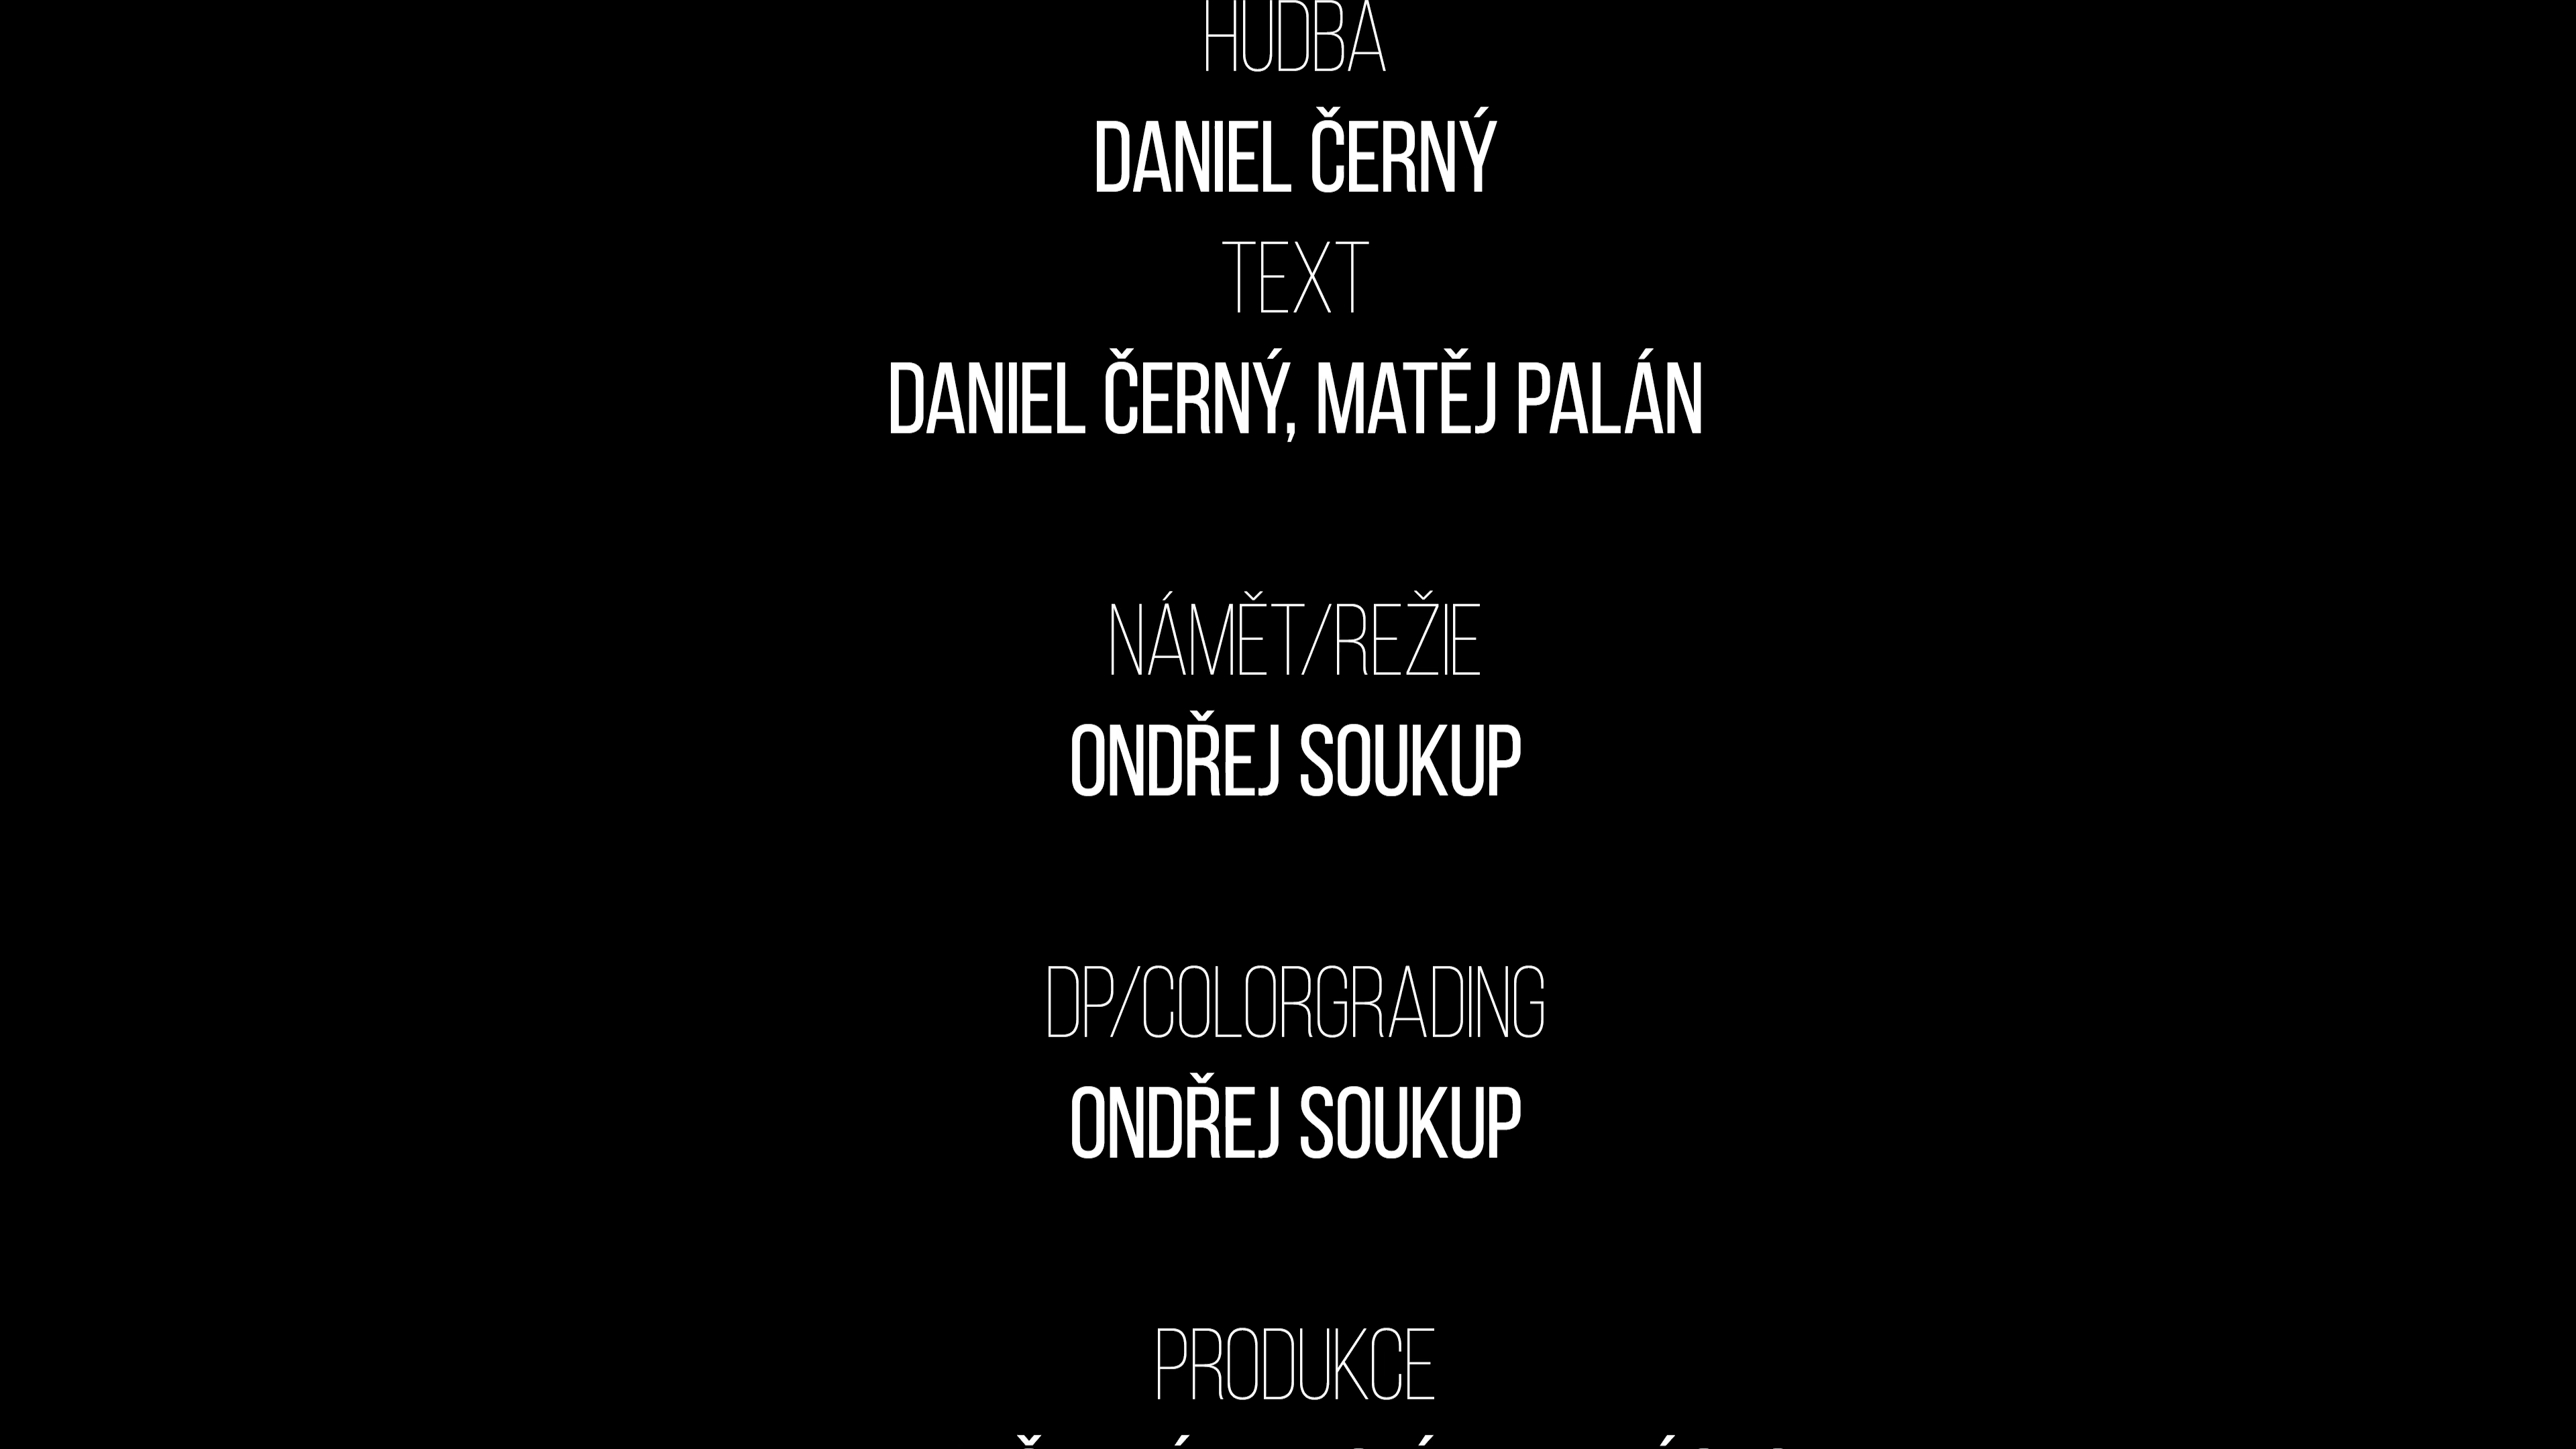 HUDBA
DANIEL ČERNÝ
TEXT
DANIEL ČERNÝ, MATĚJ PALÁN
NÁMĚT/REŽIE
ONDŘEJ SOUKUP
DP/COLORGRADING
ONDŘEJ SOUKUP
PRODUKCE